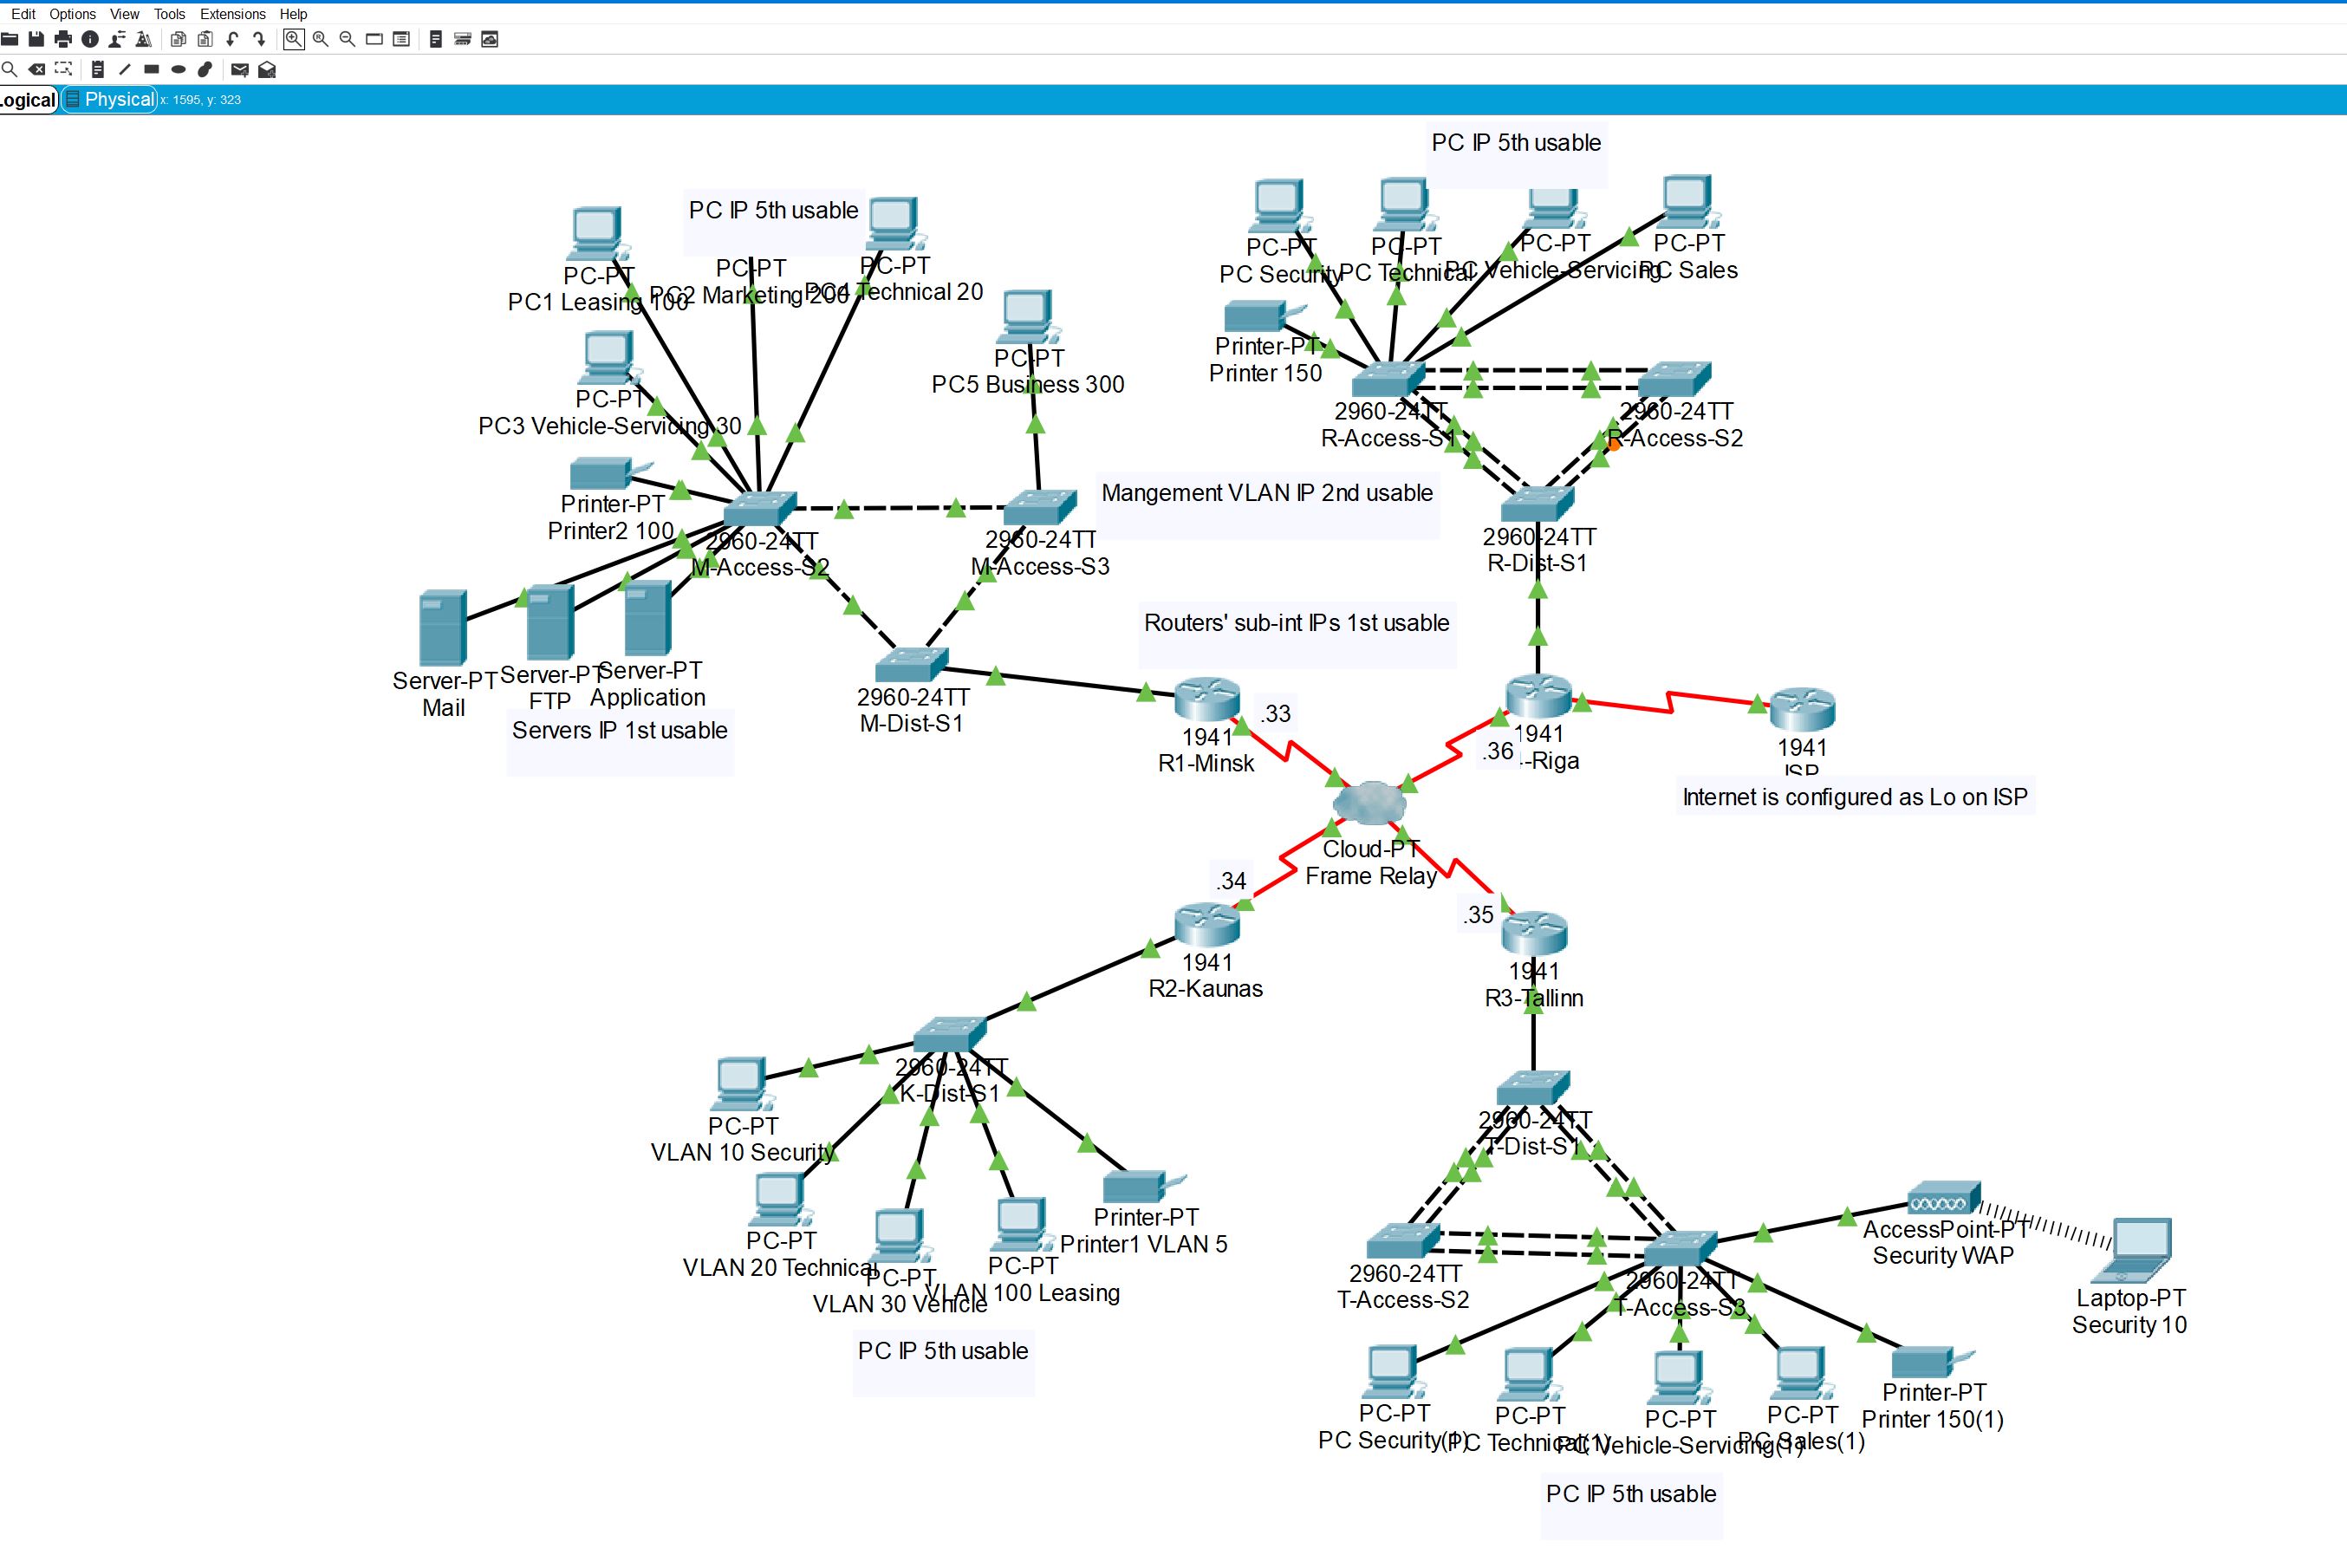 Edit Options View Tools Extensions Help
Logical Physical x: 1595, y: 323
PC IP 5th usable
PC-PT
PC1 Leasing 100
PC-PT
PC2 Marketing 200
PC-PT
PC4 Technical 20
PC-PT
PC3 Vehicle-Servicing 30
PC-PT
PC5 Business 300
Printer-PT
Printer2 100
2960-24TT
M-Access-S2
2960-24TT
M-Access-S3
Server-PT
Mail
Server-PT
FTP
Server-PT
Application
Servers IP 1st usable
2960-24TT
M-Dist-S1
PC IP 5th usable
PC-PT
PC Security
PC-PT
PC Technical
PC-PT
PC Vehicle-Servicing
PC-PT
PC Sales
Printer-PT
Printer 150
2960-24TT
R-Access-S1
2960-24TT
R-Access-S2
Mangement VLAN IP 2nd usable
2960-24TT
R-Dist-S1
Routers' sub-int IPs 1st usable
.33
1941
R1-Minsk
.36
1941
-Riga
1941
ISP
Internet is configured as Lo on ISP
Cloud-PT
Frame Relay
.34
.35
1941
R2-Kaunas
1941
R3-Tallinn
2960-24TT
K-Dist-S1
PC-PT
VLAN 10 Security
PC-PT
VLAN 20 Technical
PC-PT
VLAN 30 Vehicle
PC-PT
VLAN 100 Leasing
Printer-PT
Printer1 VLAN 5
PC IP 5th usable
2960-24TT
T-Dist-S1
2960-24TT
T-Access-S2
2960-24TT
T-Access-S3
AccessPoint-PT
Security WAP
Laptop-PT
Security 10
PC-PT
PC Security(1)
PC-PT
PC Technical(1)
PC-PT
PC Vehicle-Servicing(1)
PC-PT
PC Sales(1)
Printer-PT
Printer 150(1)
PC IP 5th usable